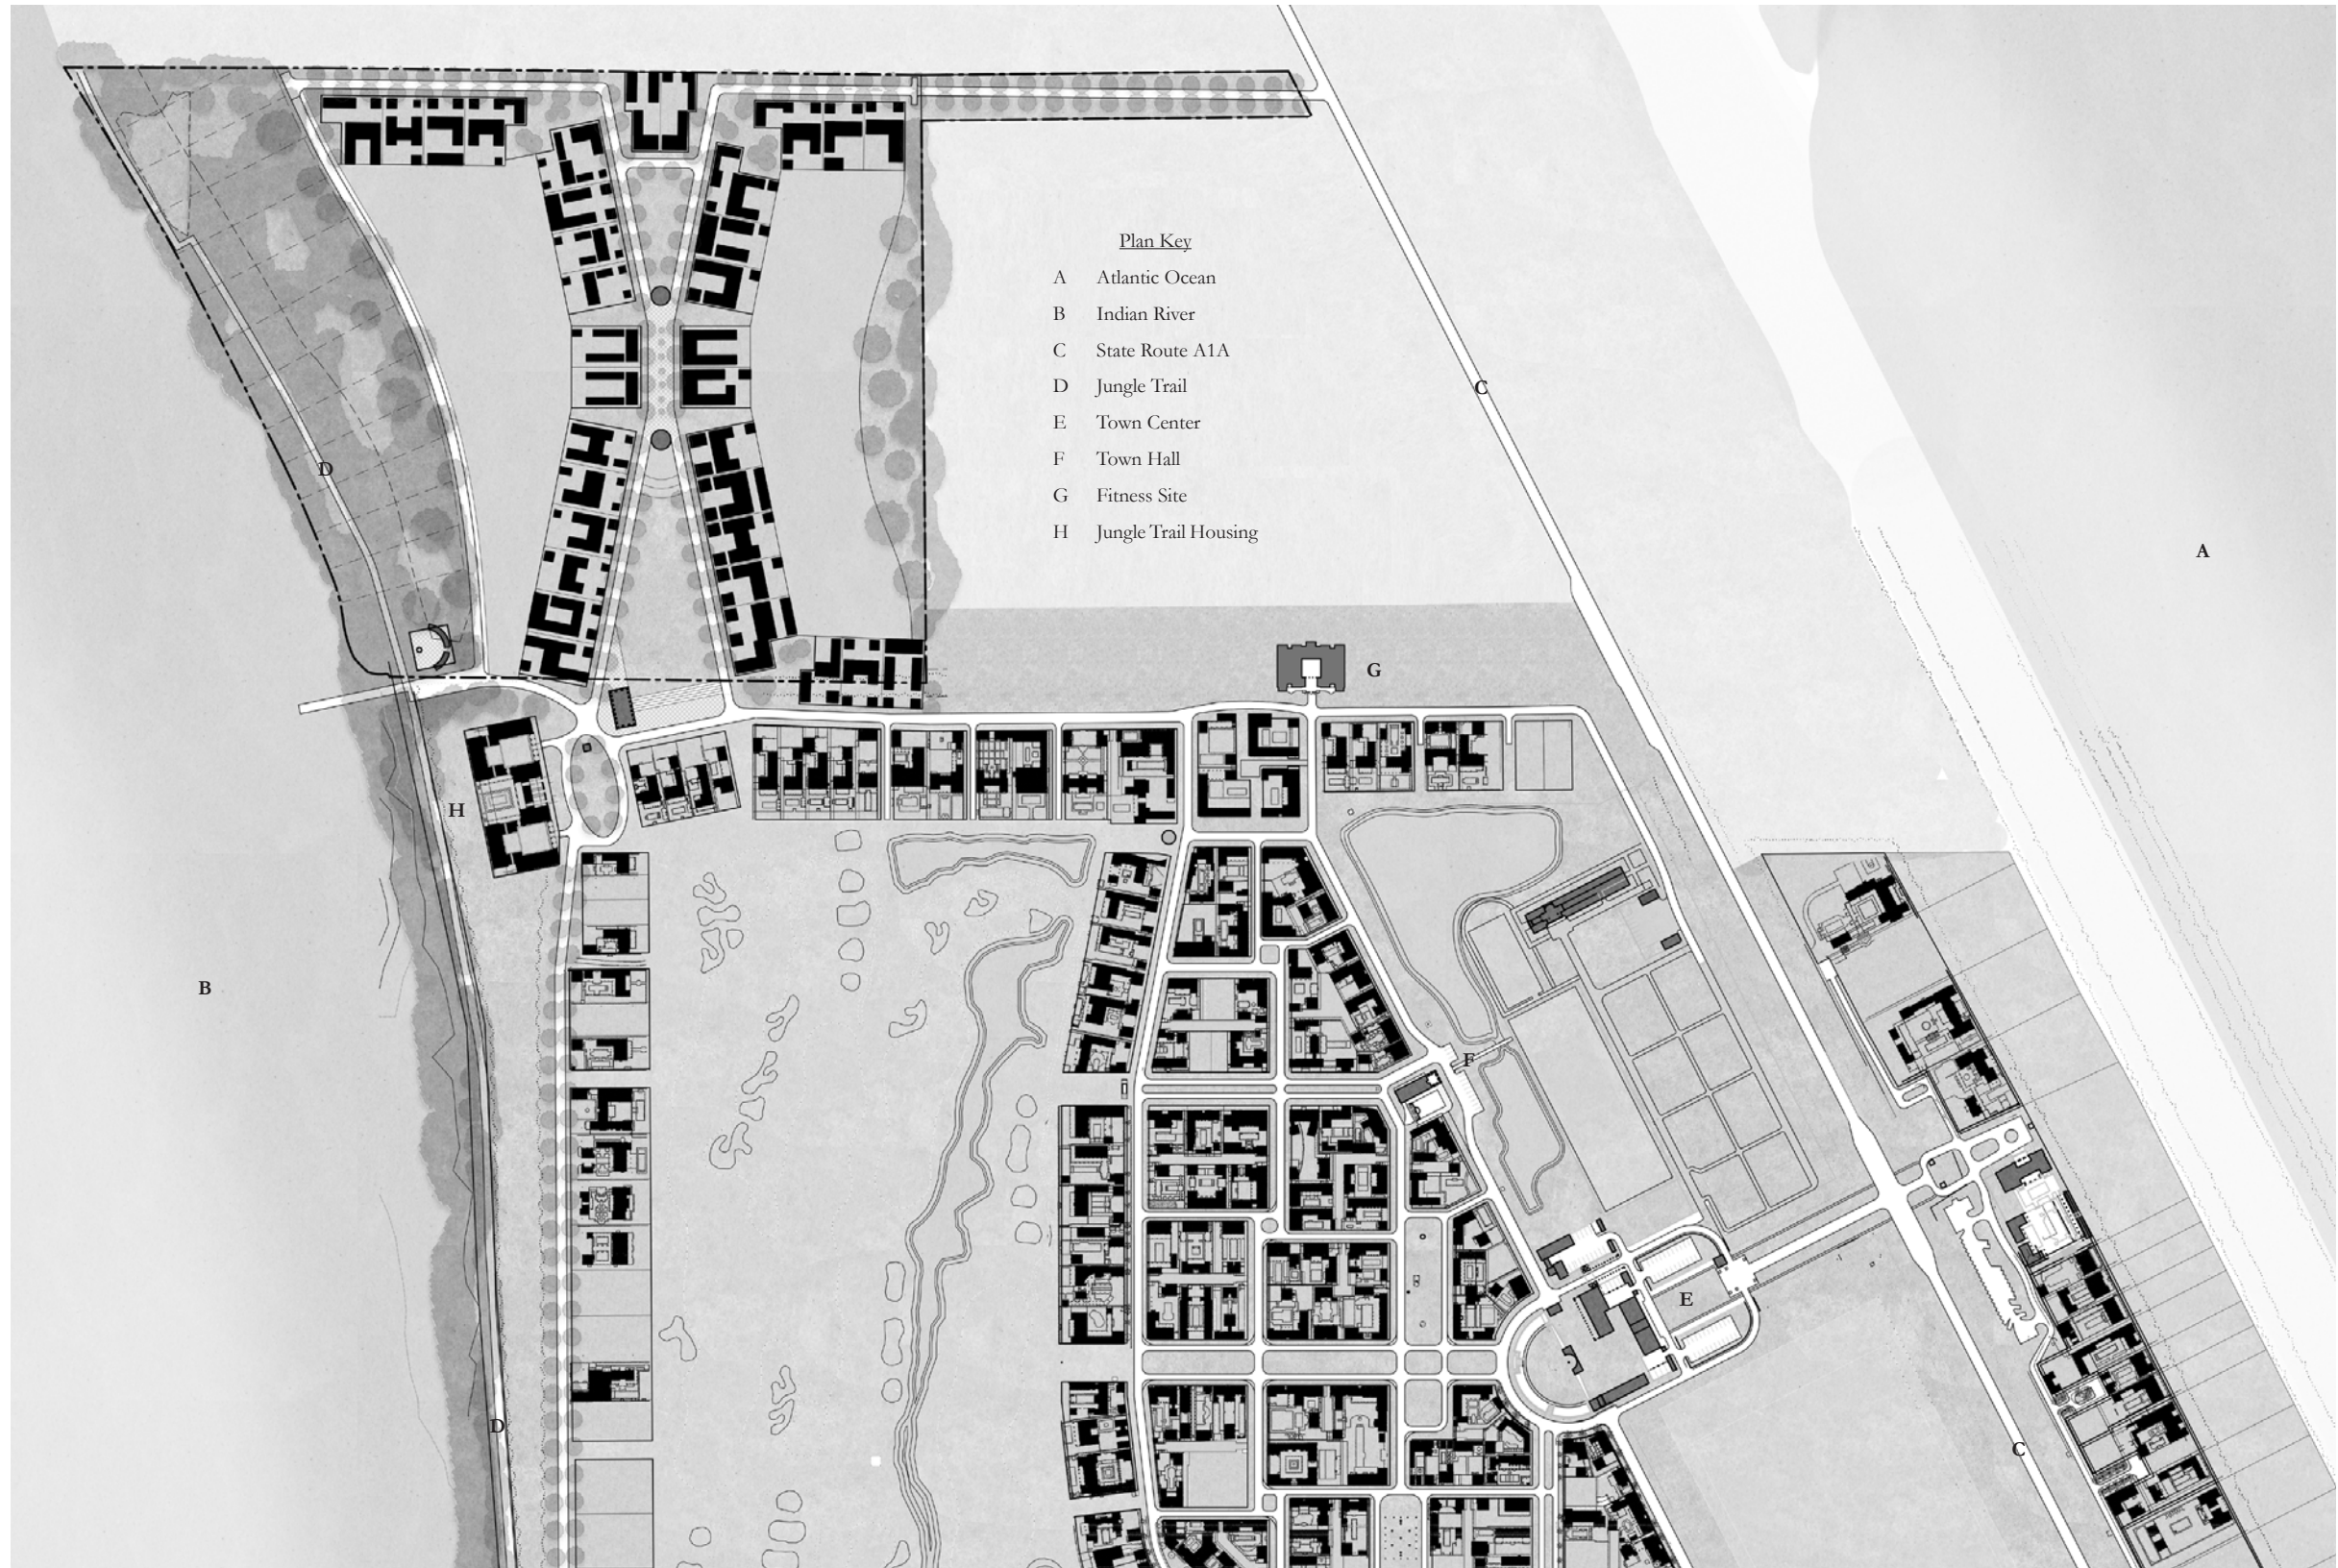 Plan Key
A Atlantic Ocean
B Indian River
C State Route A1A
D Jungle Trail
E Town Center
F Town Hall
G Fitness Site
H Jungle Trail Housing
C
D
A
G
H
B
F
E
D
C